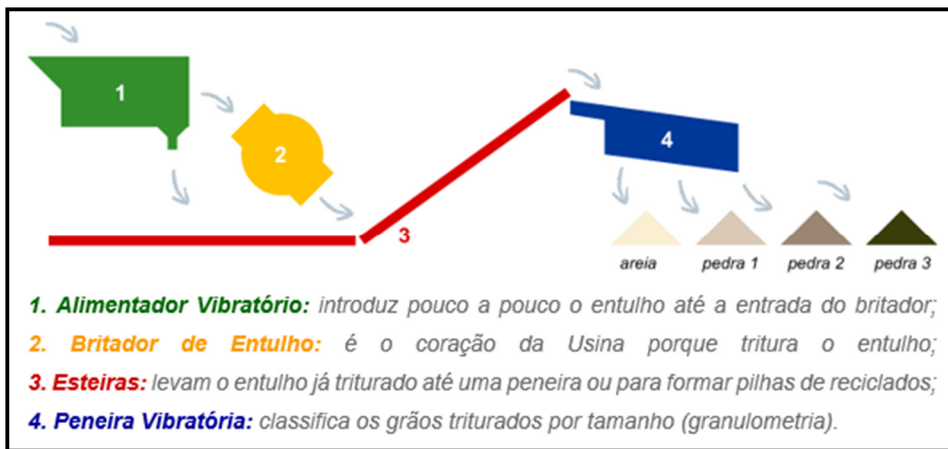 1
2
3
4
areia pedra 1 pedra 2 pedra 3
1. Alimentador Vibratório: introduz pouco a pouco o entulho até a entrada do britador;
2. Britador de Entulho: é o coração da Usina porque tritura o entulho;
3. Esteiras: levam o entulho já triturado até uma peneira ou para formar pilhas de reciclados;
4. Peneira Vibratória: classifica os grãos triturados por tamanho (granulometria).